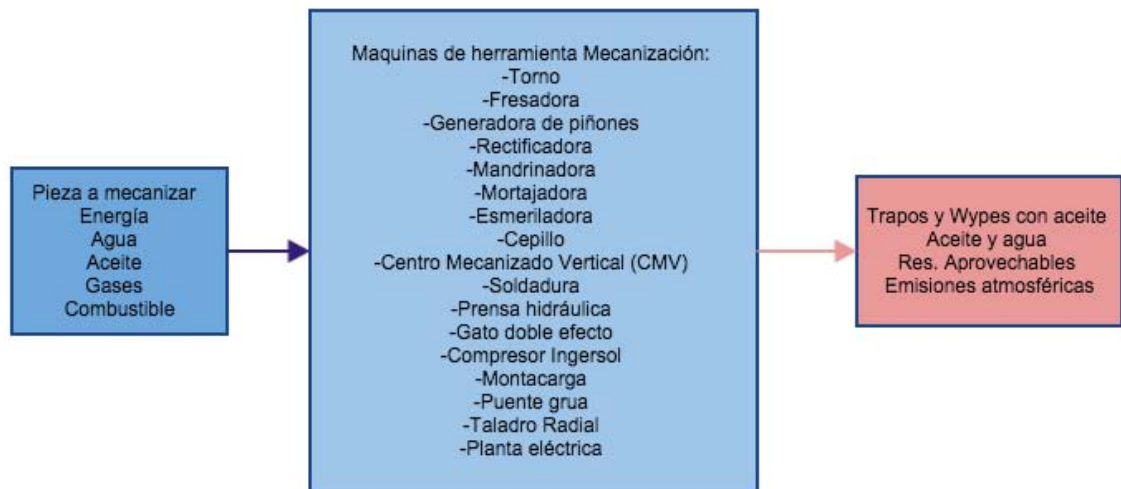 Pieza a mecanizar
Energía
Agua
Aceite
Gases
Combustible
Maquinas de herramienta Mecanización:
-Torno
-Fresadora
-Generadora de piñones
-Rectificadora
-Mandrinadora
-Mortajadora
-Esmeriladora
-Cepillo
-Centro Mecanizado Vertical (CMV)
-Soldadura
-Prensa hidráulica
-Gato doble efecto
-Compresor Ingersol
-Montacarga
-Puente grua
-Taladro Radial
-Planta eléctrica
Trapos y Wypes con aceite
Aceite y agua
Res. Aprovechables
Emisiones atmosféricas